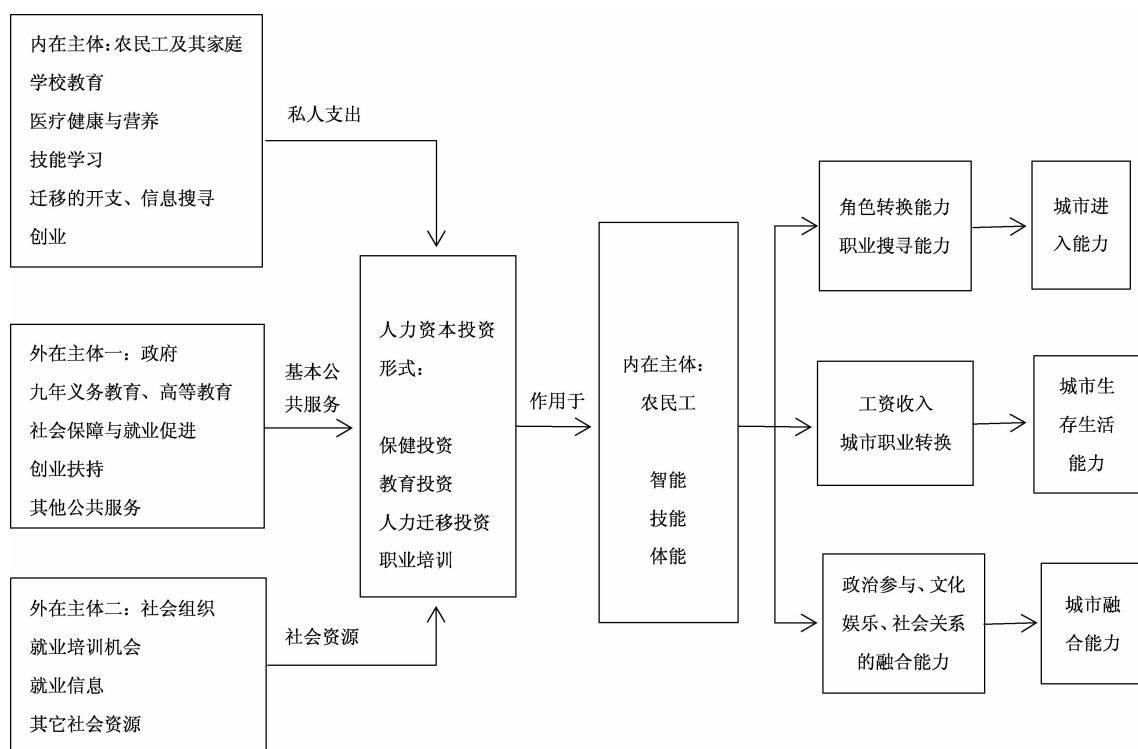 内在主体：农民工及其家庭
学校教育
医疗健康与营养
技能学习
迁移的开支、信息搜寻
创业
私人支出
外在主体一：政府
九年义务教育、高等教育
社会保障与就业促进
创业扶持
其他公共服务
基本公
共服务
外在主体二：社会组织
就业培训机会
就业信息
其它社会资源
社会资源
人力资本投资
形式：
保健投资
教育投资
人力迁移投资
职业培训
作用于
内在主体：
农民工
智能
技能
体能
角色转换能力
职业搜寻能力
城市进
入能力
工资收入
城市职业转换
城市生
存生活
能力
政治参与、文化
娱乐、社会关系
的融合能力
城市融
合能力